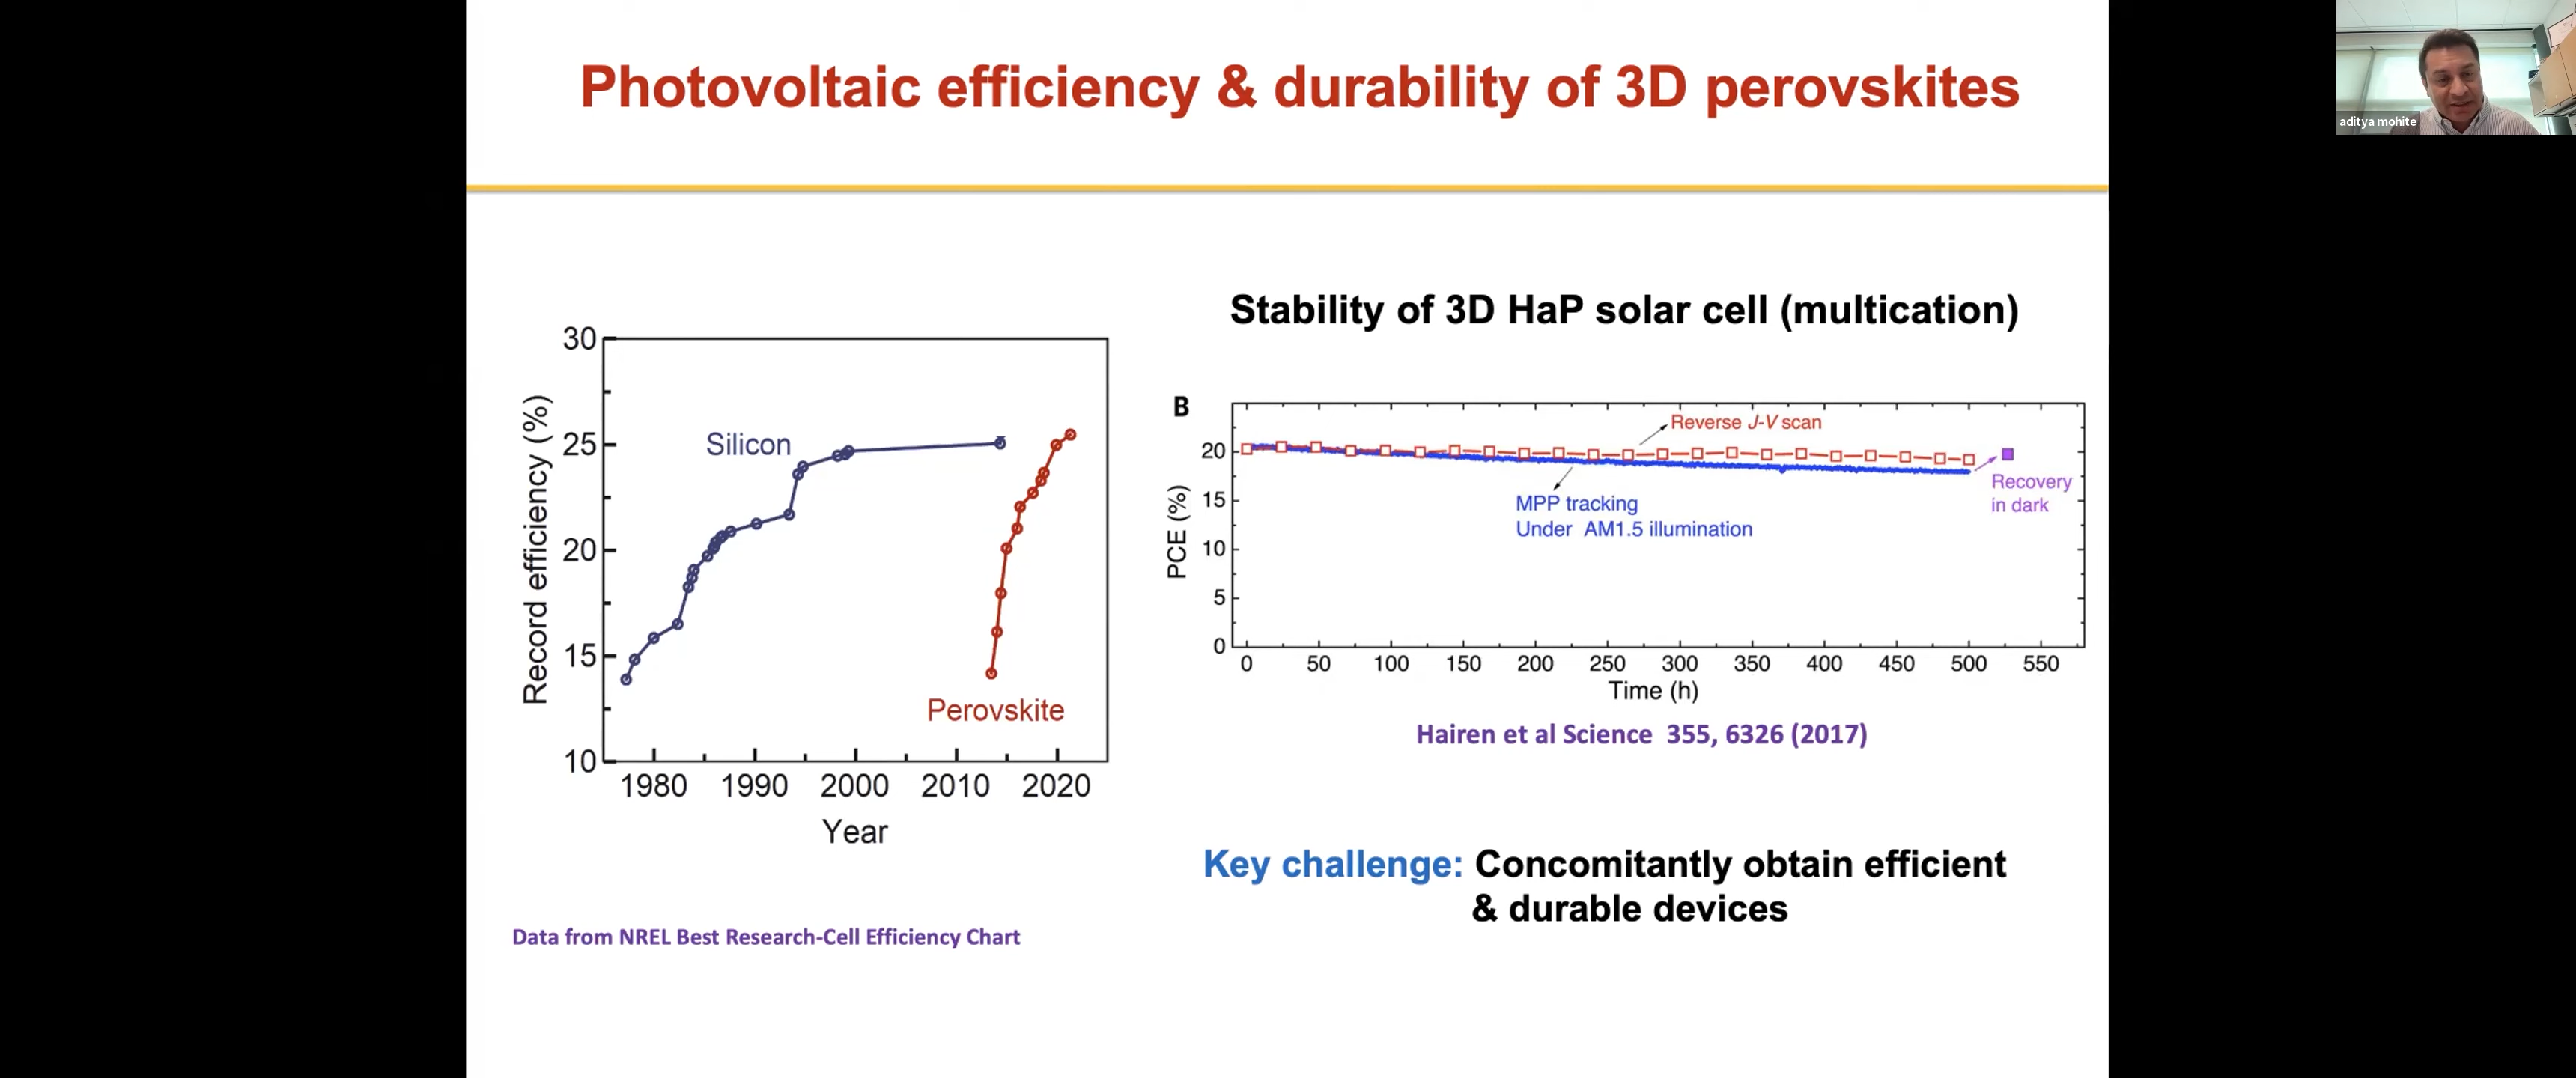 Photovoltaic efficiency & durability of 3D perovskites
aditya mohite
30
25
20
15
10
Record efficiency (%)
Silicon
Perovskite
1980 1990 2000 2010 2020
Year
Data from NREL Best Research-Cell Efficiency Chart
Stability of 3D HaP solar cell (multication)
B
20
15
10
5
0
PCE (%)
Reverse J-V scan
MPP tracking
Under AM1.5 illumination
Recovery
in dark
0 50 100 150 200 250 300 350 400 450 500 550
Time (h)
Hairen et al Science 355, 6326 (2017)
Key challenge: Concomitantly obtain efficient
& durable devices